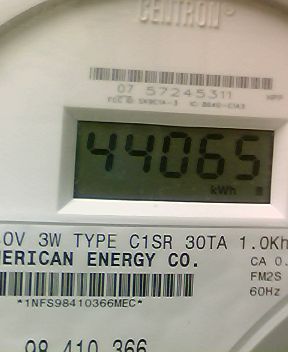 CENTRON
07 57245311
44065
kWh
0V 3W TYPE C1SR 30TA 1.0Kh
ERICAN ENERGY CO.
CA 0.
FM2S
60Hz
*1NFS98410366MEC*
98 410 366